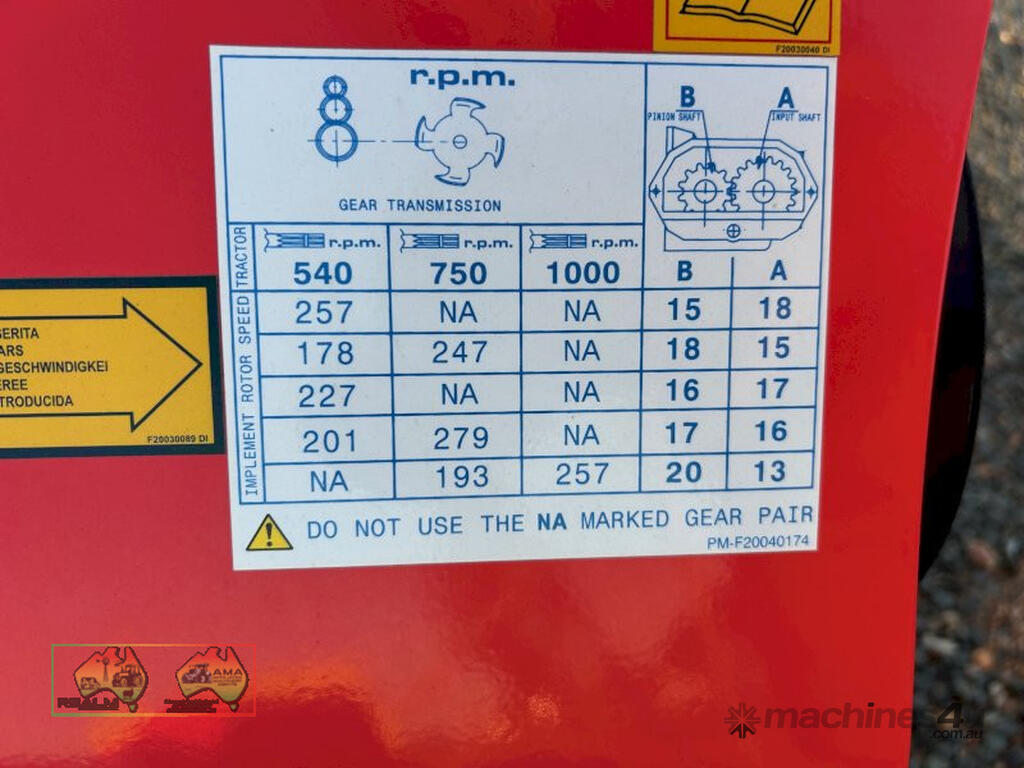 F20030040 DI
r.p.m.
GEAR TRANSMISSION
B A
PINION SHAFT INPUT SHAFT
TRACTOR
r.p.m. r.p.m. r.p.m.
540 750 1000 B A
IMPLEMENT ROTOR SPEED
257 NA NA 15 18
178 247 NA 18 15
227 NA NA 16 17
201 279 NA 17 16
NA 193 257 20 13
DO NOT USE THE NA MARKED GEAR PAIR
PM-F20040174
SERITA
ARS
GESCHWINDIGKEI
EREE
TRODUCIDA
F20030089 DI
REALM
AMA
machines4u
.com.au